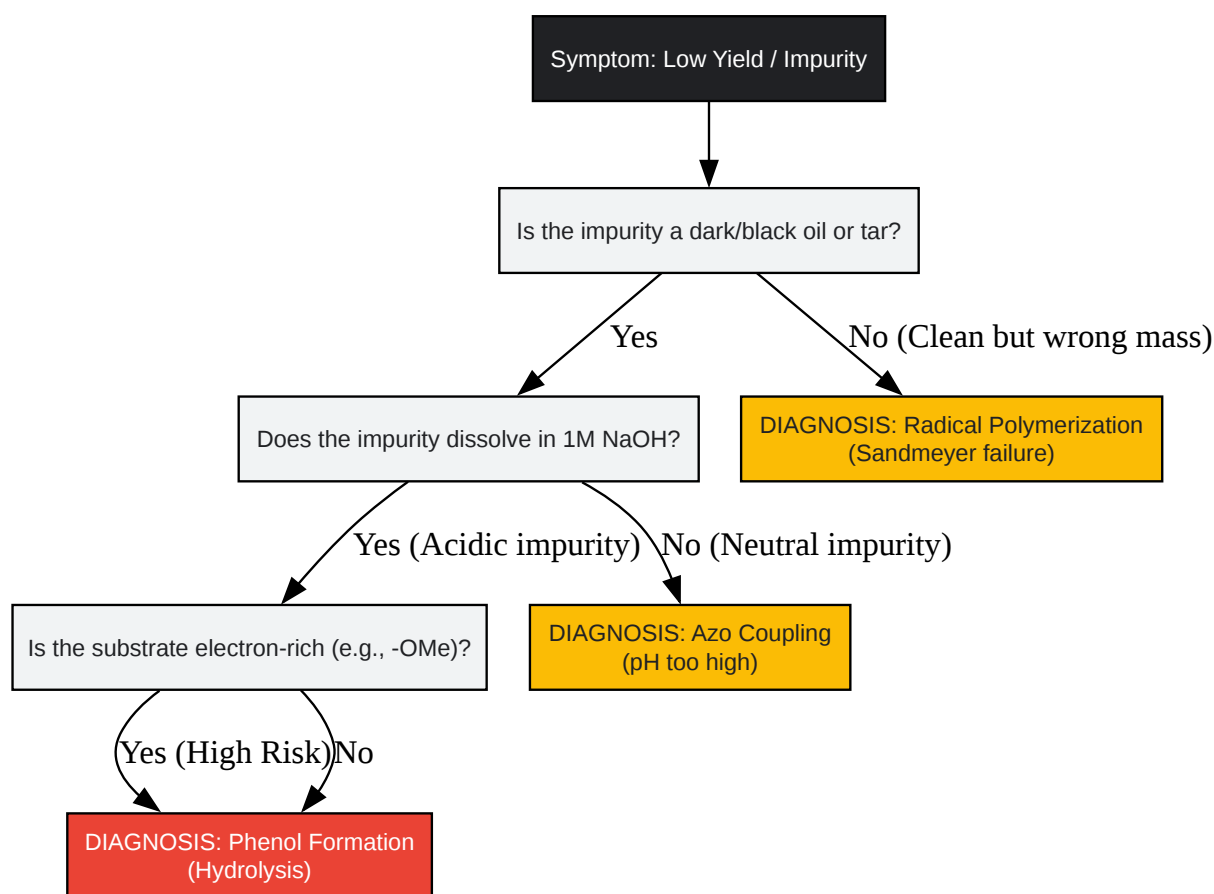 Symptom: Low Yield / Impurity
Is the impurity a dark/black oil or tar?
Yes
No (Clean but wrong mass)
Does the impurity dissolve in 1M NaOH?
DIAGNOSIS: Radical Polymerization
(Sandmeyer failure)
Yes (Acidic impurity)
No (Neutral impurity)
Is the substrate electron-rich (e.g., -OMe)?
DIAGNOSIS: Azo Coupling
(pH too high)
Yes (High Risk)
No
DIAGNOSIS: Phenol Formation
(Hydrolysis)